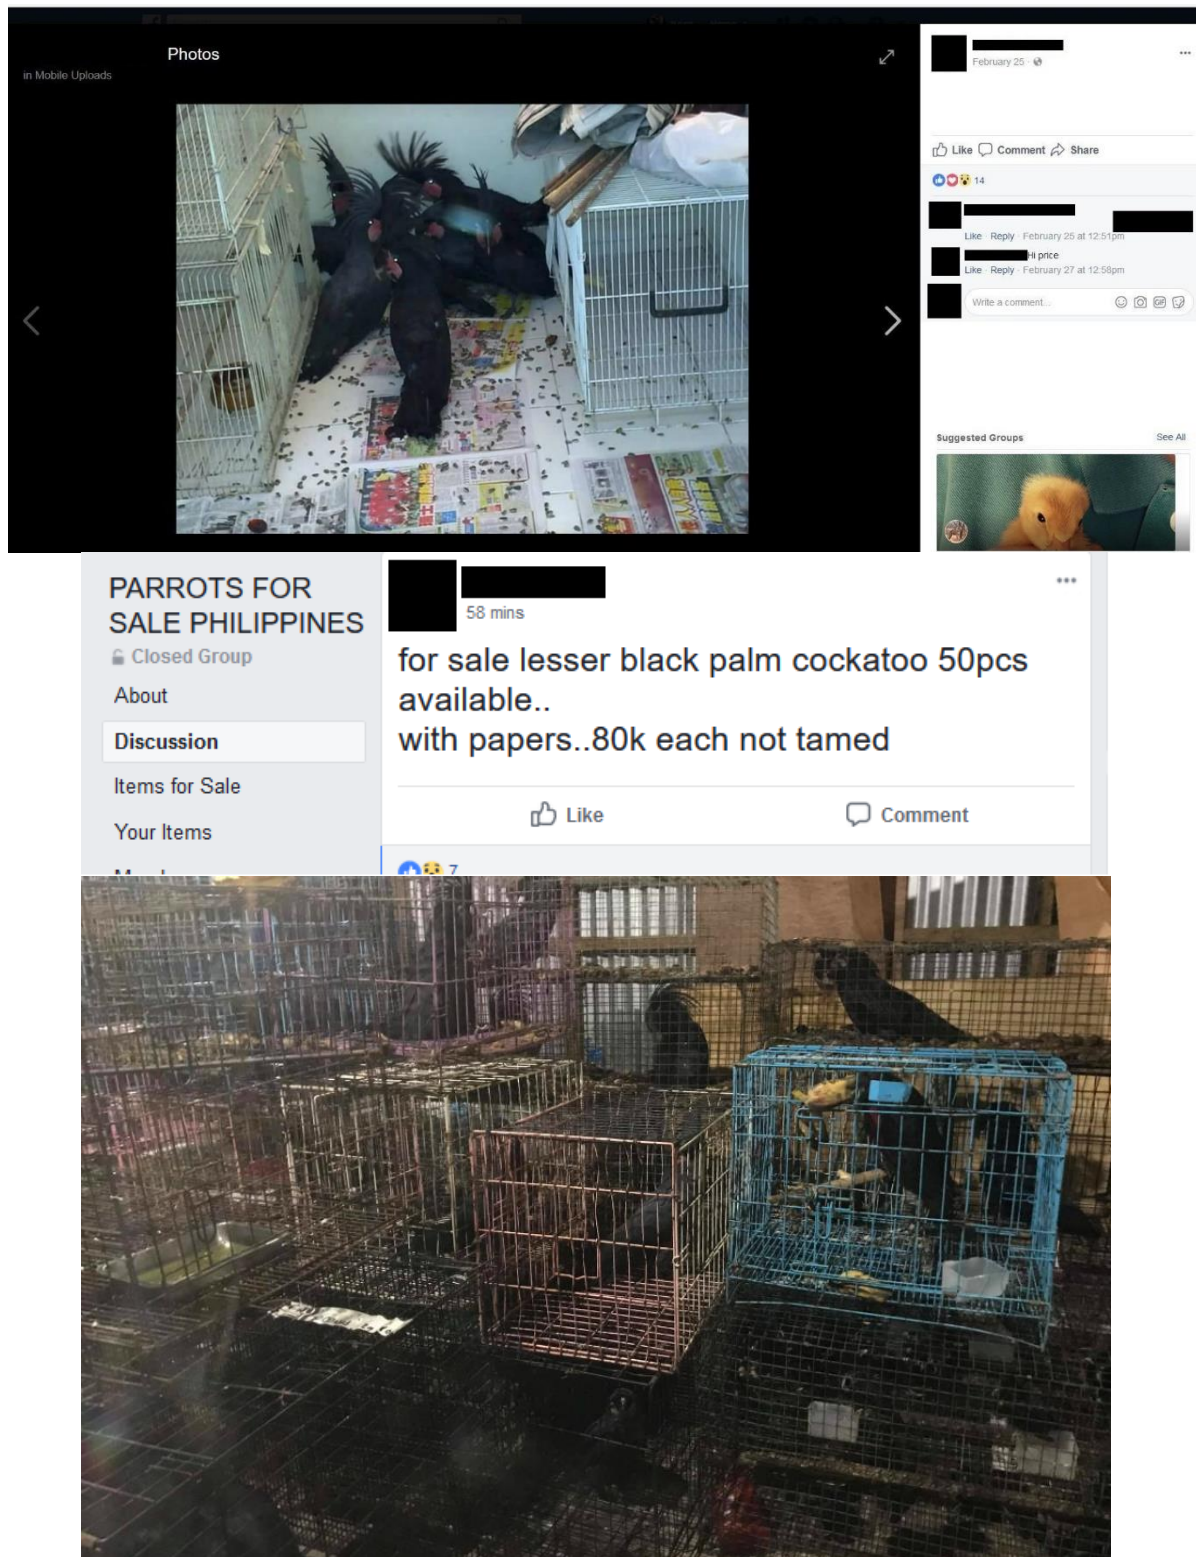 Photos
in Mobile Uploads
February 25
Like Comment Share
14
Like · Reply · February 25 at 12:51pm
Hi price
Like · Reply · February 27 at 12:58pm
Write a comment...
GIF
Suggested Groups
See All
PARROTS FOR
SALE PHILIPPINES
Closed Group
About
Discussion
Items for Sale
Your Items
58 mins
for sale lesser black palm cockatoo 50pcs
available..
with papers..80k each not tamed
Like
Comment
7